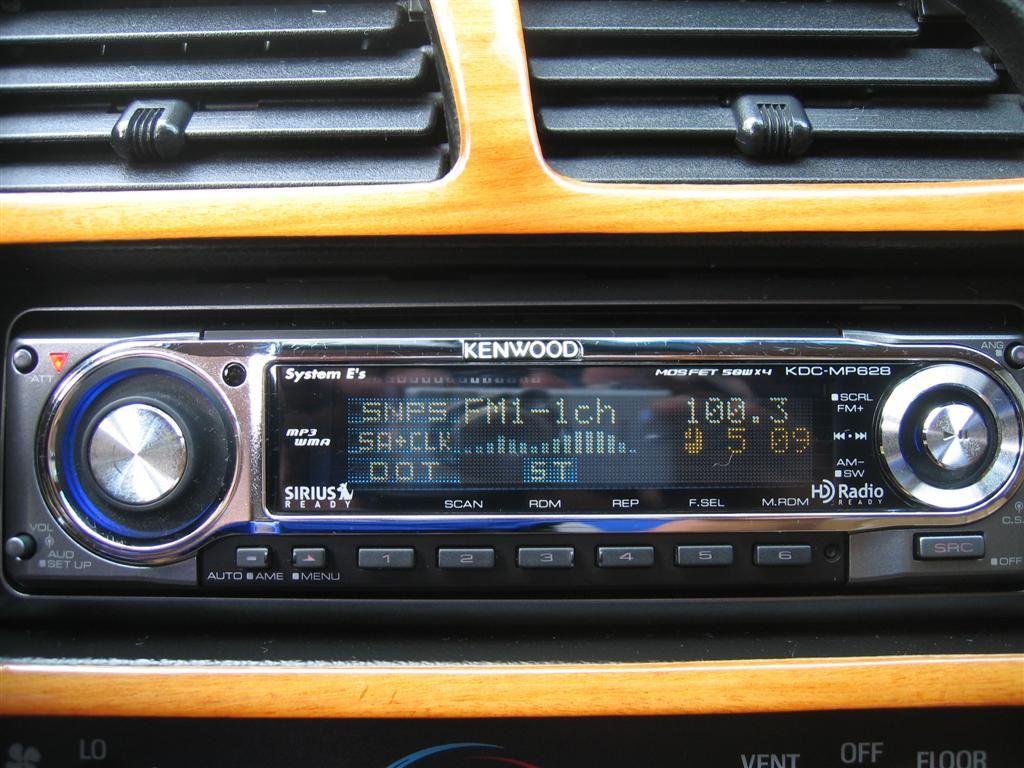 KENWOOD
ANG
ATT
System E's
MOSFET 50W×4 KDC-MP628
SNPS FM1-1ch 100.3
SCRL
FM+
MP3
WMA
SA+CLK 5 09
DOT ST
AM-
SW
SIRIUS
READY
HD Radio
READY
SCAN RDM REP F.SEL M.RDM
VOL
C.S
AUD
SET UP
1 2 3 4 5 6
SRC
OFF
AUTO AME MENU
LO
VENT OFF FLOOR